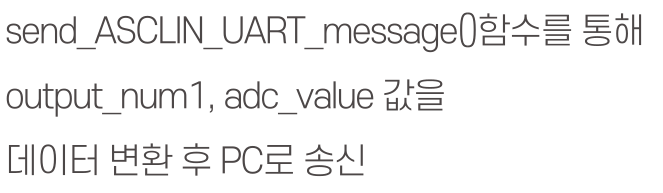 send_ASCLIN_UART_message()함수를 통해
output_num1, adc_value 값을
데이터 변환 후 PC로 송신